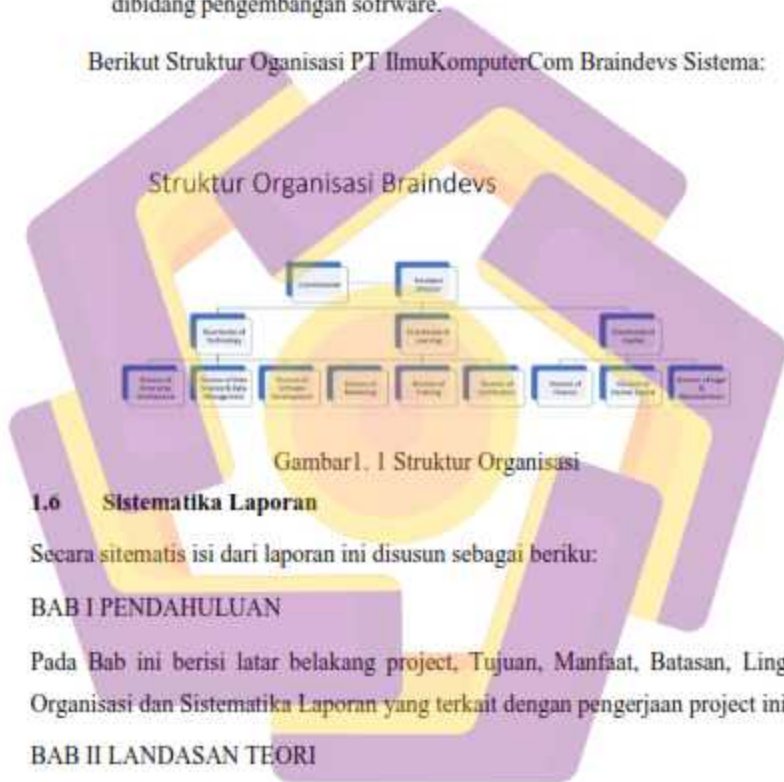 dibidang pengembangan sofrware.
Berikut Struktur Oganisasi PT IlmuKomputerCom Braindevs Sistema:
Struktur Organisasi Braindevs
Gambar1. 1 Struktur Organisasi
1.6 Sistematika Laporan
Secara sitematis isi dari laporan ini disusun sebagai beriku:
BAB I PENDAHULUAN
Pada Bab ini berisi latar belakang project, Tujuan, Manfaat, Batasan, Ling
Organisasi dan Sistematika Laporan yang terkait dengan pengerjaan project ini
BAB II LANDASAN TEORI